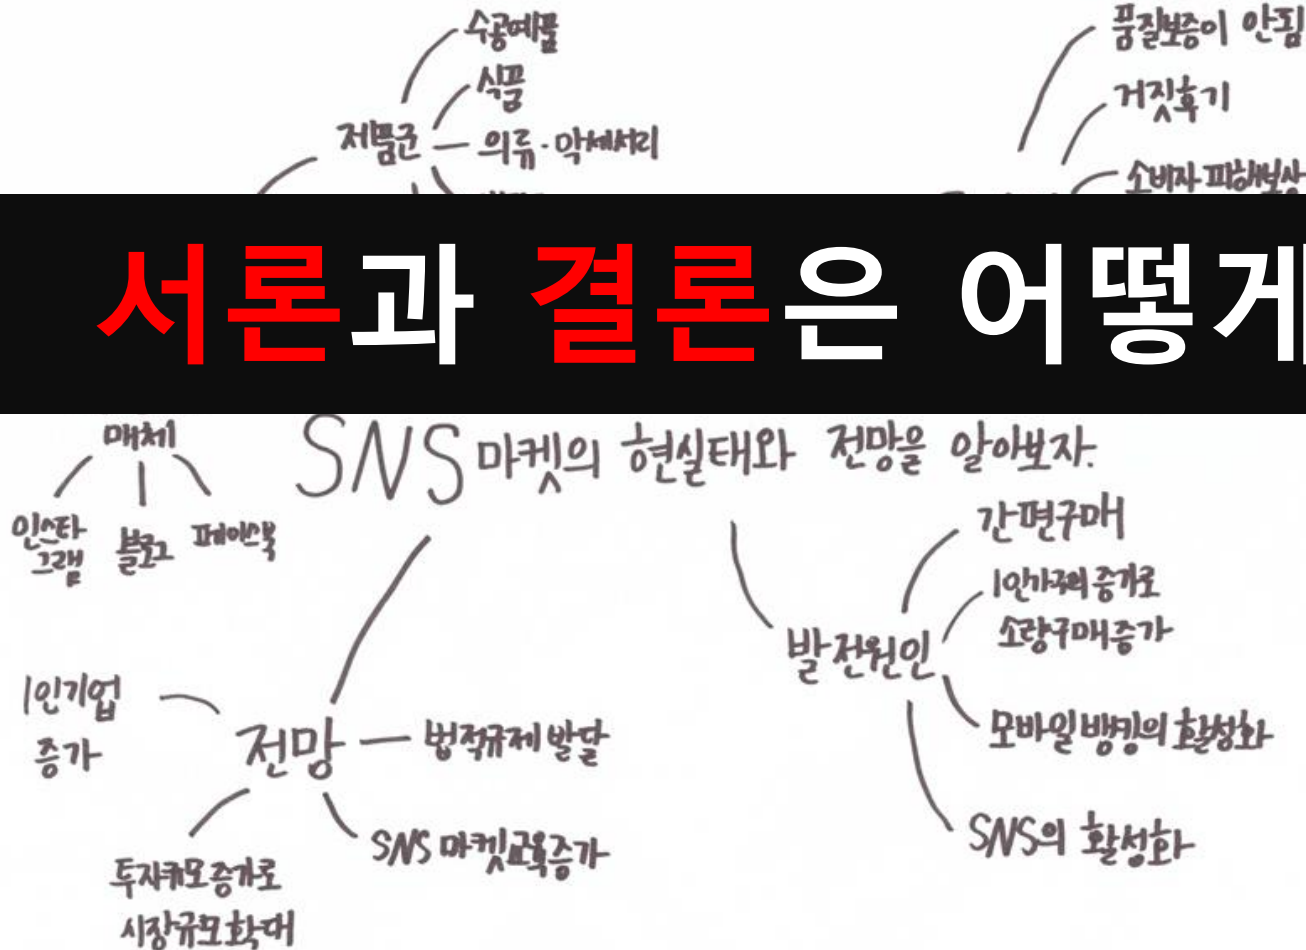 수공예품
식품
제품군
의류·악세서리
품질보증이 안됨
거짓후기
소비자 피해보상
서론과 결론은 어떻게
매체
인스타
그램
블로그
페이스북
SNS 마켓의 현실태와 전망을 알아보자.
간편구매
1인가구의 증가로
소량구매증가
발전원인
모바일 뱅킹의 활성화
SNS의 활성화
1인기업
증가
전망
법적규제 발달
SNS 마켓교육증가
투자규모증가로
시장규모확대